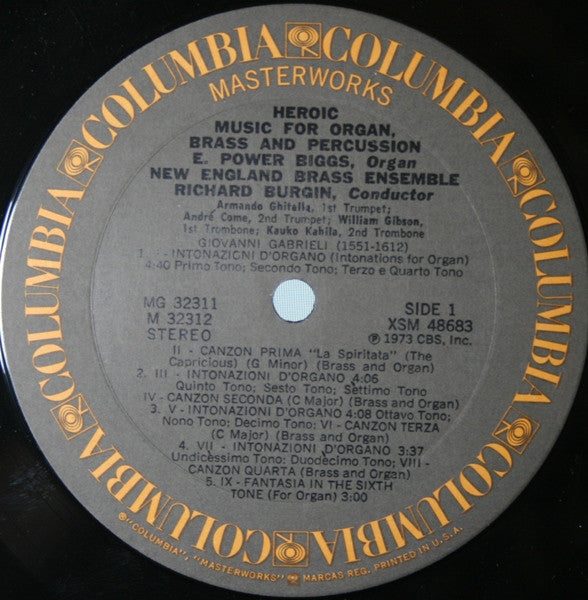 COLUMBIA COLUMBIA COLUMBIA COLUMBIA COLUMBIA COLUMBIA
MASTERWORKS
HEROIC
MUSIC FOR ORGAN,
BRASS AND PERCUSSION
E. POWER BIGGS, Organ
NEW ENGLAND BRASS ENSEMBLE
RICHARD BURGIN, Conductor
Armando Ghitella, 1st Trumpet;
André Come, 2nd Trumpet; William Gibson,
1st Trombone; Kauko Kahila, 2nd Trombone
GIOVANNI GABRIELI (1551-1612)
1. I - INTONAZIONI D'ORGANO (Intonations for Organ)
4:40 Primo Tono; Secondo Tono; Terzo e Quarto Tono
MG 32311
M 32312
STEREO
SIDE 1
XSM 48683
℗ 1973 CBS, Inc.
II - CANZON PRIMA "La Spiritata" (The
Capricious) (G Minor) (Brass and Organ)
2. III - INTONAZIONI D'ORGANO 4:06
Quinto Tono; Sesto Tono; Settimo Tono
IV - CANZON SECONDA (C Major) (Brass and Organ)
3. V - INTONAZIONI D'ORGANO 4:08 Ottavo Tono;
Nono Tono; Decimo Tono; VI - CANZON TERZA
(C Major) (Brass and Organ)
4. VII - INTONAZIONI D'ORGANO 3:37
Undicessimo Tono; Duodecimo Tono; VIII -
CANZON QUARTA (Brass and Organ)
5. IX - FANTASIA IN THE SIXTH
TONE (For Organ) 3:00
® "COLUMBIA", "MASTERWORKS" MARCAS REG. PRINTED IN U.S.A.